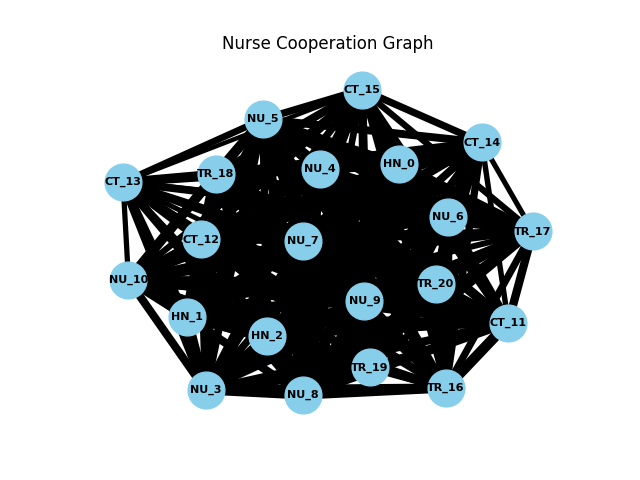 Nurse Cooperation Graph
CT_15
NU_5
CT_14
HN_0
NU_4
TR_18
CT_13
NU_6
TR_17
CT_12
NU_7
NU_10
TR_20
NU_9
HN_1
CT_11
HN_2
TR_19
TR_16
NU_3
NU_8